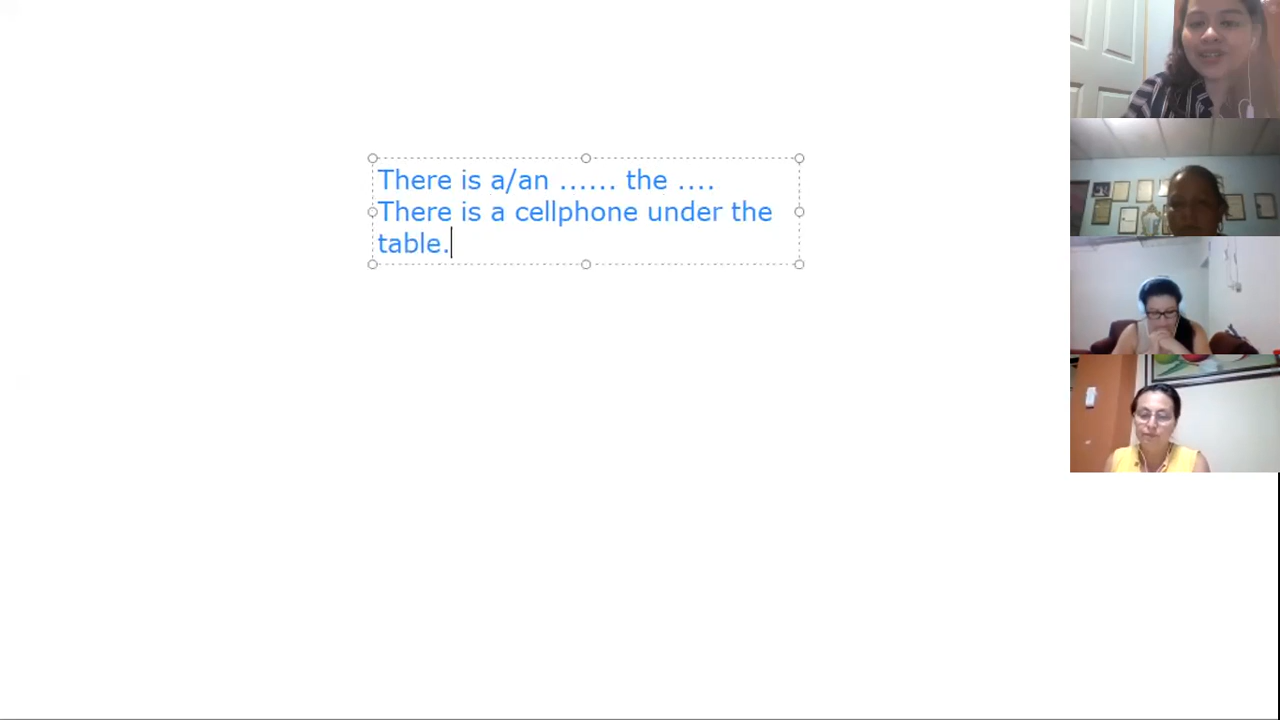 There is a/an ...... the ....
There is a cellphone under the
table.